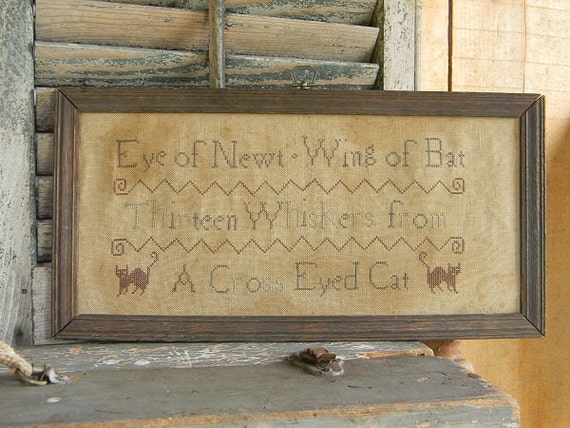 Eye of Newt • Wing of Bat
Thirteen Whiskers from
A Cross Eyed Cat